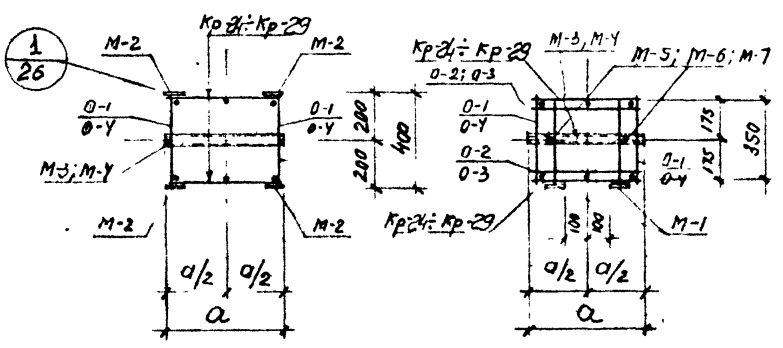 1
26
М-2
Кр-24÷Кр-29
М-2
О-1
О-4
О-1
О-4
200
200
400
М-3; М-4
М-2
М-2
а/2
а/2
а
Кр-24÷Кр-29
М-3, М-4
М-5; М-6; М-7
О-2; О-3
О-1
О-4
О-2
О-3
О-1
О-4
175
175
350
Кр-24÷Кр-29
100
100
М-1
а/2
а/2
а